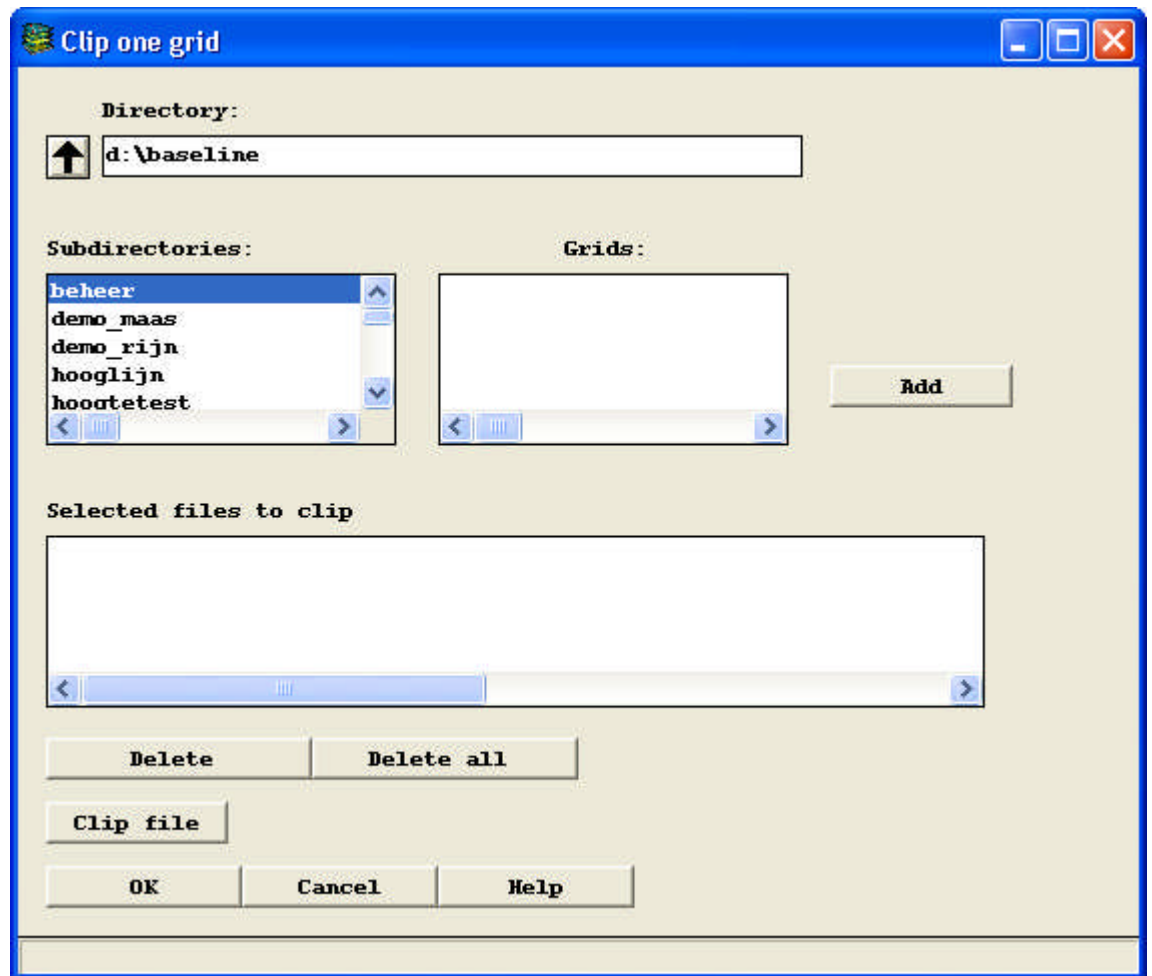 Clip one grid
Directory:
d:\baseline
Subdirectories:
Grids:
beheer
demo_maas
demo_rijn
hooglijn
hoogtetest
Add
Selected files to clip
Delete
Delete all
Clip file
OK
Cancel
Help